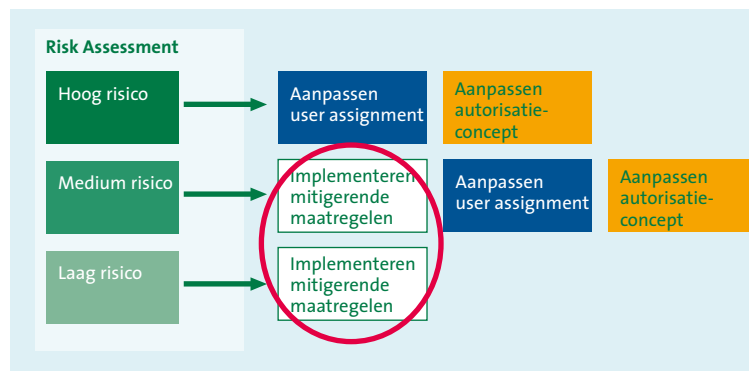 Risk Assessment
Hoog risico
Aanpassen
user assignment
Aanpassen
autorisatie-
concept
Medium risico
Implementeren
mitigerende
maatregelen
Aanpassen
user assignment
Aanpassen
autorisatie-
concept
Laag risico
Implementeren
mitigerende
maatregelen